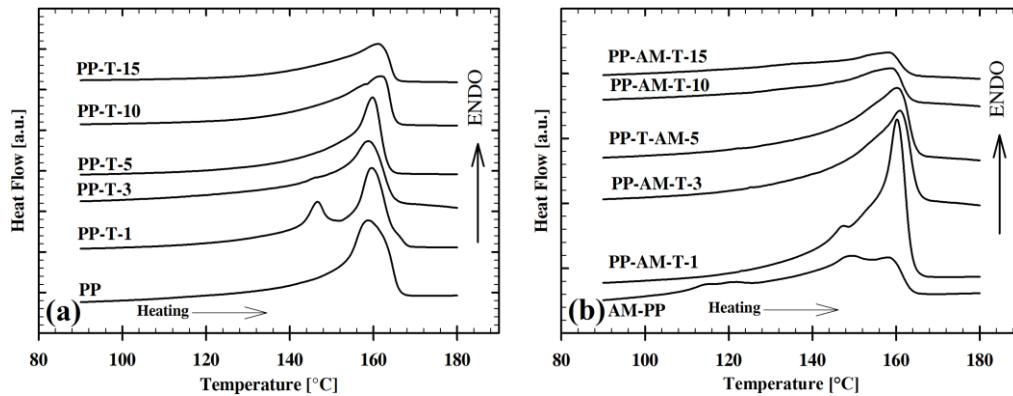 PP-T-15
PP-T-10
PP-T-5
PP-T-3
PP-T-1
PP
(a)
Heating
ENDO
Heat Flow [a.u.]
80 100 120 140 160 180
Temperature [°C]
PP-AM-T-15
PP-AM-T-10
PP-T-AM-5
PP-AM-T-3
PP-AM-T-1
AM-PP
(b)
Heating
ENDO
Heat Flow [a.u.]
80 100 120 140 160 180
Temperature [°C]